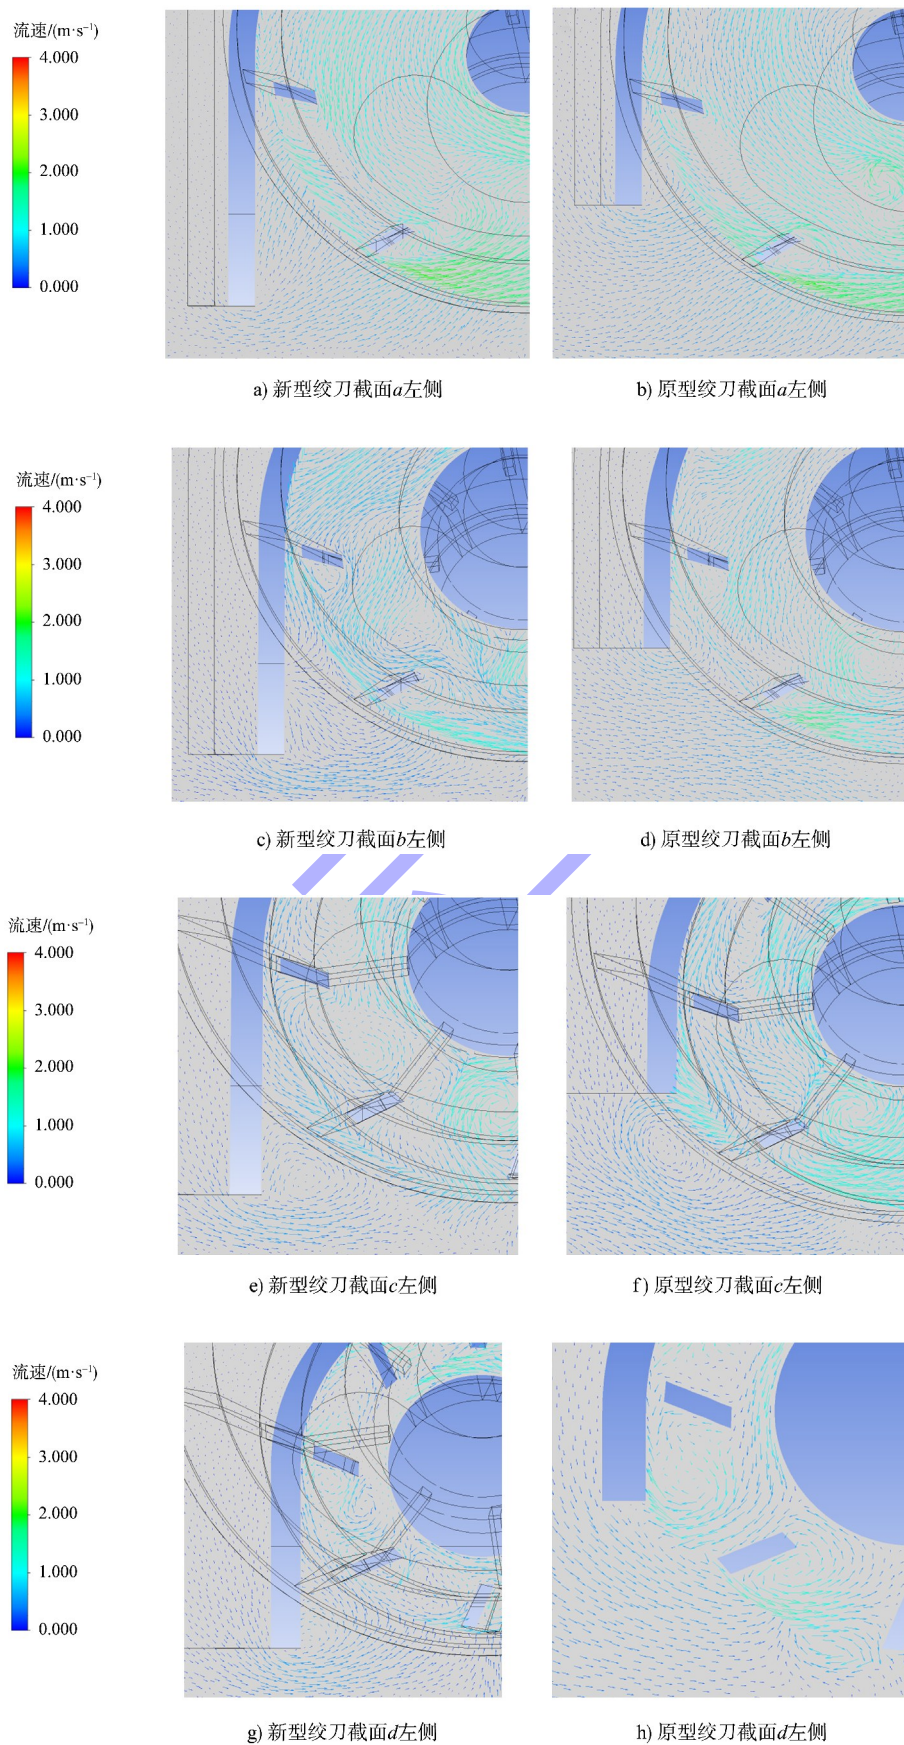 流速/(m·s⁻¹)
4.000
3.000
2.000
1.000
0.000
a) 新型绞刀截面a左侧
b) 原型绞刀截面a左侧
流速/(m·s⁻¹)
4.000
3.000
2.000
1.000
0.000
c) 新型绞刀截面b左侧
d) 原型绞刀截面b左侧
流速/(m·s⁻¹)
4.000
3.000
2.000
1.000
0.000
e) 新型绞刀截面c左侧
f) 原型绞刀截面c左侧
流速/(m·s⁻¹)
4.000
3.000
2.000
1.000
0.000
g) 新型绞刀截面d左侧
h) 原型绞刀截面d左侧